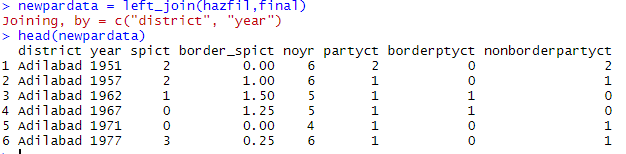 > newpardata = left_join(hazfil,final)
Joining, by = c("district", "year")
> head(newpardata)
  district year spict border_spict noyr partyct borderptyct nonborderpartyct
1 Adilabad 1951     2         0.00    6       2           0                2
2 Adilabad 1957     2         1.00    6       1           0                1
3 Adilabad 1962     1         1.50    5       1           1                0
4 Adilabad 1967     0         1.25    5       1           1                0
5 Adilabad 1971     0         0.00    4       1           0                1
6 Adilabad 1977     3         0.25    6       1           0                1